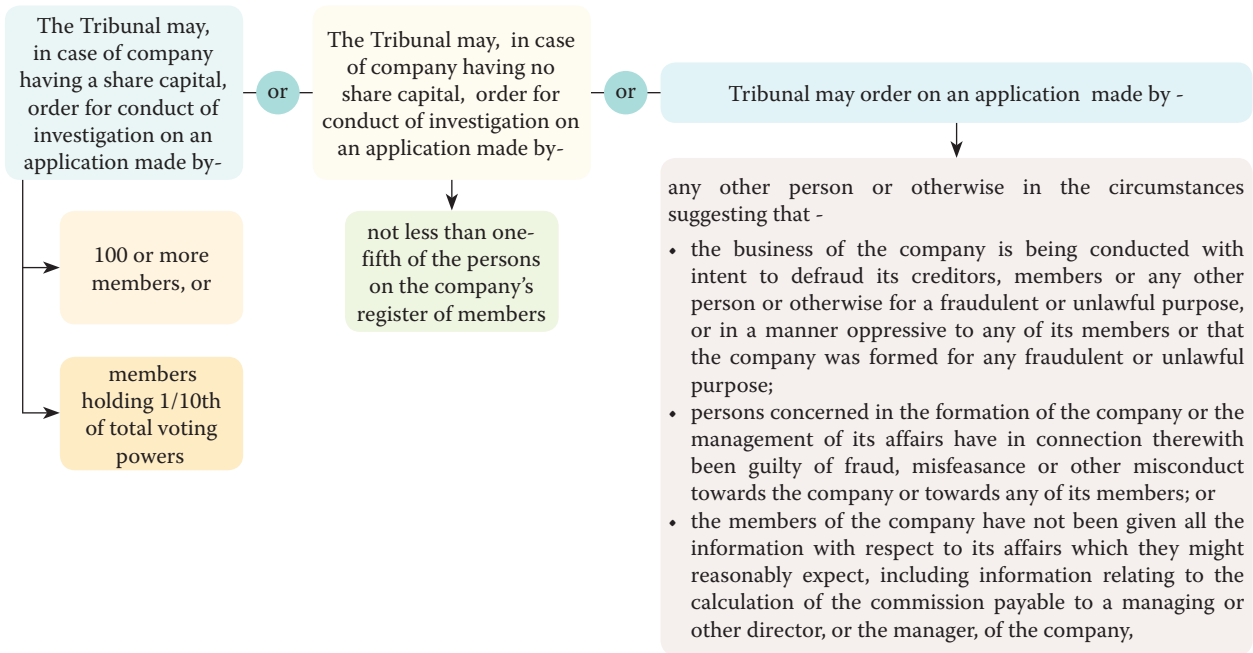 The Tribunal may,
in case of company
having a share capital,
order for conduct of
investigation on an
application made by-
or
The Tribunal may, in case
of company having no
share capital, order for
conduct of investigation on
an application made by-
or
Tribunal may order on an application made by -
100 or more
members, or
members
holding 1/10th
of total voting
powers
not less than one-
fifth of the persons
on the company’s
register of members
any other person or otherwise in the circumstances
suggesting that -
• the business of the company is being conducted with
intent to defraud its creditors, members or any other
person or otherwise for a fraudulent or unlawful purpose,
or in a manner oppressive to any of its members or that
the company was formed for any fraudulent or unlawful
purpose;
• persons concerned in the formation of the company or the
management of its affairs have in connection therewith
been guilty of fraud, misfeasance or other misconduct
towards the company or towards any of its members; or
• the members of the company have not been given all the
information with respect to its affairs which they might
reasonably expect, including information relating to the
calculation of the commission payable to a managing or
other director, or the manager, of the company,